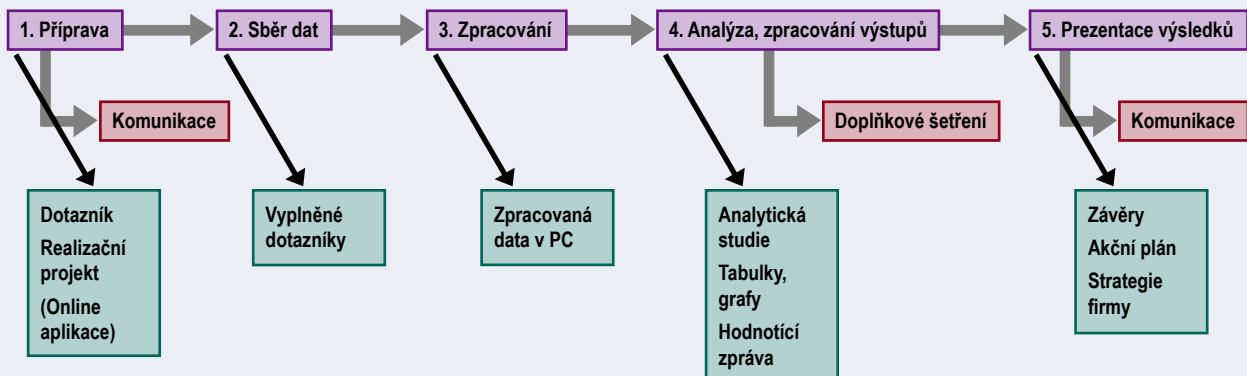 1. Příprava
2. Sběr dat
3. Zpracování
4. Analýza, zpracování výstupů
5. Prezentace výsledků
Komunikace
Doplňkové šetření
Komunikace
Dotazník
Realizační
projekt
(Online
aplikace)
Vyplněné
dotazníky
Zpracovaná
data v PC
Analytická
studie
Tabulky,
grafy
Hodnotící
zpráva
Závěry
Akční plán
Strategie
firmy